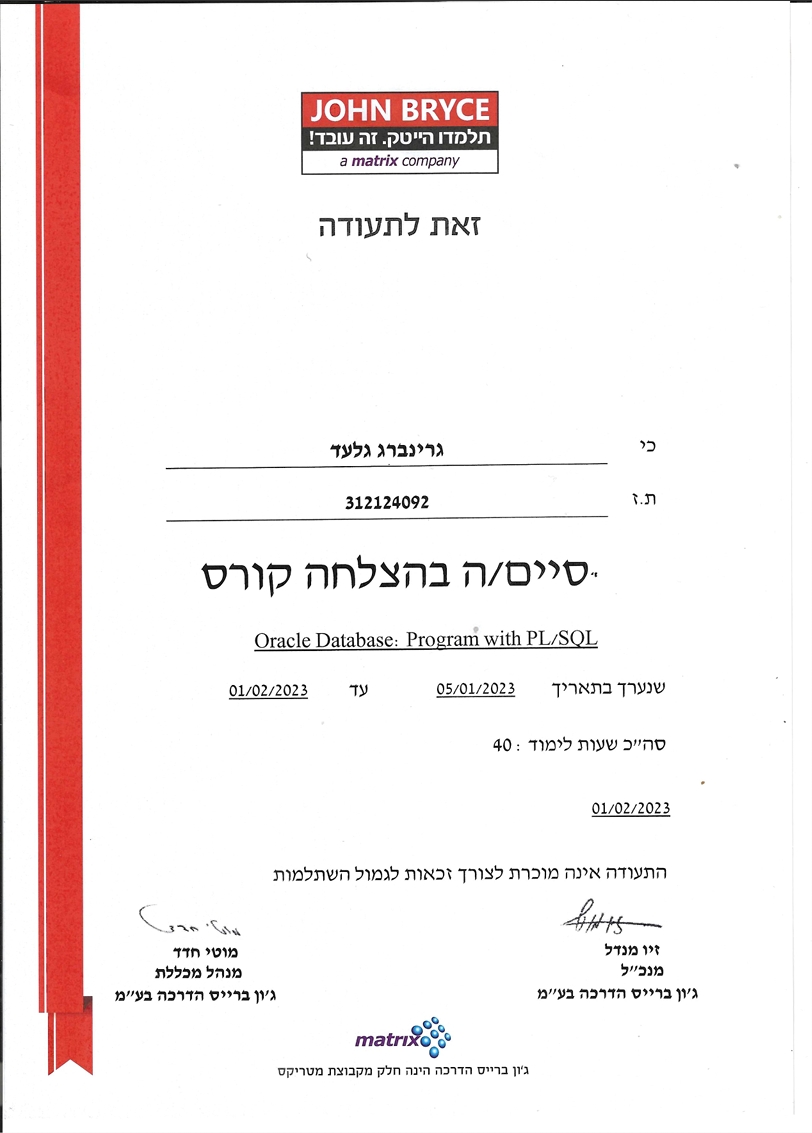 JOHN BRYCE
תלמדו הייטק. זה עובד!
a matrix company
זאת לתעודה
כי גרינברג גלעד
ת.ז 312124092
סיים/ה בהצלחה קורס
Oracle Database: Program with PL/SQL
שנערך בתאריך 05/01/2023 עד 01/02/2023
סה"כ שעות לימוד : 40
01/02/2023
התעודה אינה מוכרת לצורך זכאות לגמול השתלמות
זיו מנדל
מנכ"ל
ג'ון ברייס הדרכה בע"מ
מוטי חדד
מנהל מכללת
ג'ון ברייס הדרכה בע"מ
matrix
ג'ון ברייס הדרכה הינה חלק מקבוצת מטריקס